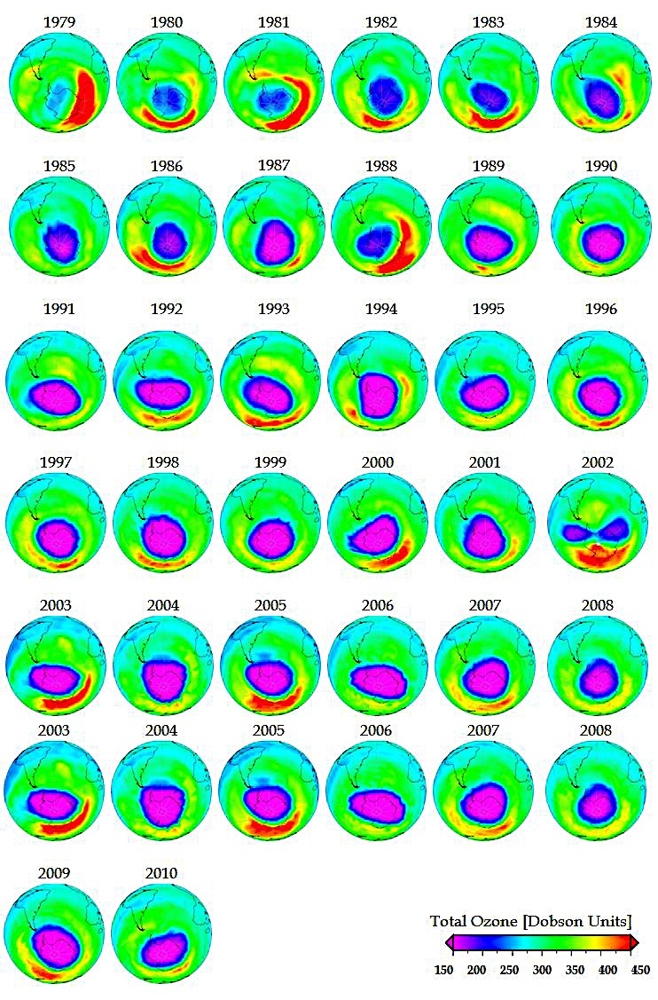 1979 1980 1981 1982 1983 1984
1985 1986 1987 1988 1989 1990
1991 1992 1993 1994 1995 1996
1997 1998 1999 2000 2001 2002
2003 2004 2005 2006 2007 2008
2003 2004 2005 2006 2007 2008
2009 2010
Total Ozone [Dobson Units]
150 200 250 300 350 400 450